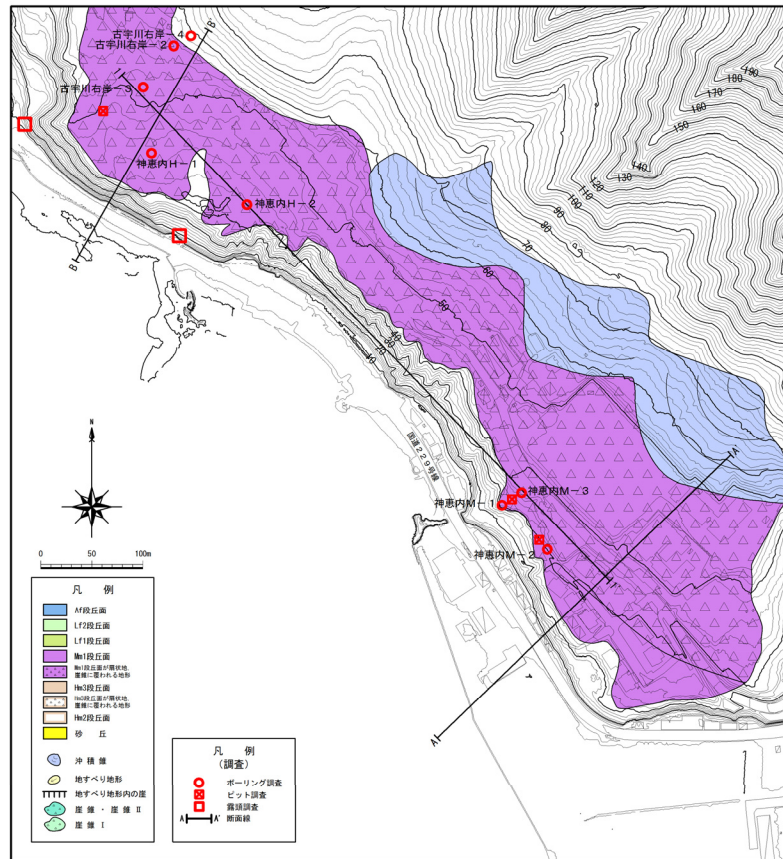 古宇川右岸-4
古宇川右岸-2
B'
I
古宇川右岸-3
神恵内H-1
神恵内H-2
B
190
180
170
160
150
140
130
120
110
100
90
80
70
60
50
40
30
20
10
国道229号線
A'
神恵内M-3
神恵内M-1
神恵内M-2
I'
A
N
0 50 100m
凡 例
Af段丘面
Lf2段丘面
Lf1段丘面
Mm1段丘面
Mm1段丘面が扇状地、
崖錐に覆われる地形
Hm3段丘面
Hm3段丘面が扇状地、
崖錐に覆われる地形
Hm2段丘面
砂 丘
沖 積 錐
地すべり地形
地すべり地形内の崖
崖 錐 ・ 崖 錐 Ⅱ
崖 錐 Ⅰ
凡 例
(調査)
ボーリング調査
ピット調査
露頭調査
A A' 断面線